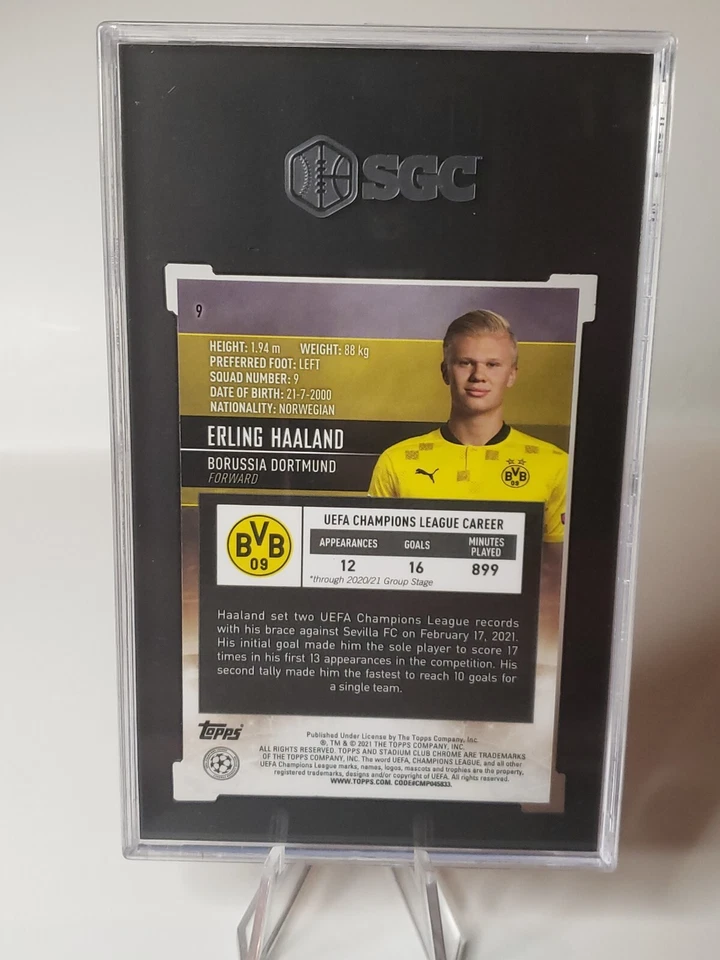 SGC
9
HEIGHT: 1.94 m WEIGHT: 88 kg
PREFERRED FOOT: LEFT
SQUAD NUMBER: 9
DATE OF BIRTH: 21-7-2000
NATIONALITY: NORWEGIAN
ERLING HAALAND
BORUSSIA DORTMUND
FORWARD
BVB
09
BVB
09
UEFA CHAMPIONS LEAGUE CAREER
APPEARANCES GOALS MINUTES
PLAYED
12 16 899
*through 2020/21 Group Stage
Haaland set two UEFA Champions League records
with his brace against Sevilla FC on February 17, 2021.
His initial goal made him the sole player to score 17
times in his first 13 appearances in the competition. His
second tally made him the fastest to reach 10 goals for
a single team.
Topps
Published Under License by The Topps Company, Inc.
®, TM & © 2021 THE TOPPS COMPANY, INC.
ALL RIGHTS RESERVED. TOPPS AND STADIUM CLUB CHROME ARE TRADEMARKS
OF THE TOPPS COMPANY, INC. The word UEFA, CHAMPIONS LEAGUE, and all other
UEFA Champions League marks, names, logos, mascots and trophies are the property,
registered trademarks, designs and/or copyright of UEFA. All rights reserved.
WWW.TOPPS.COM. CODE#CMP045833.